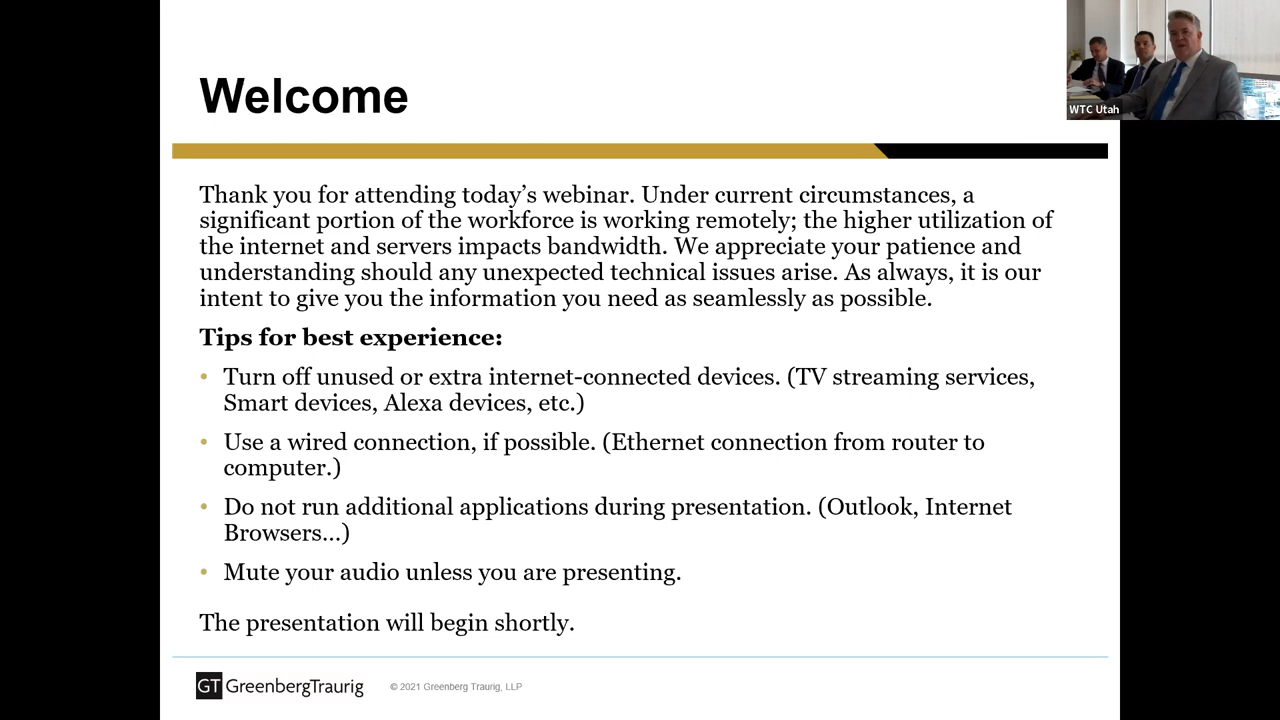 Welcome
WTC Utah
Thank you for attending today’s webinar. Under current circumstances, a
significant portion of the workforce is working remotely; the higher utilization of
the internet and servers impacts bandwidth. We appreciate your patience and
understanding should any unexpected technical issues arise. As always, it is our
intent to give you the information you need as seamlessly as possible.
Tips for best experience:
• Turn off unused or extra internet-connected devices. (TV streaming services,
Smart devices, Alexa devices, etc.)
• Use a wired connection, if possible. (Ethernet connection from router to
computer.)
• Do not run additional applications during presentation. (Outlook, Internet
Browsers...)
• Mute your audio unless you are presenting.
The presentation will begin shortly.
GT GreenbergTraurig
© 2021 Greenberg Traurig, LLP